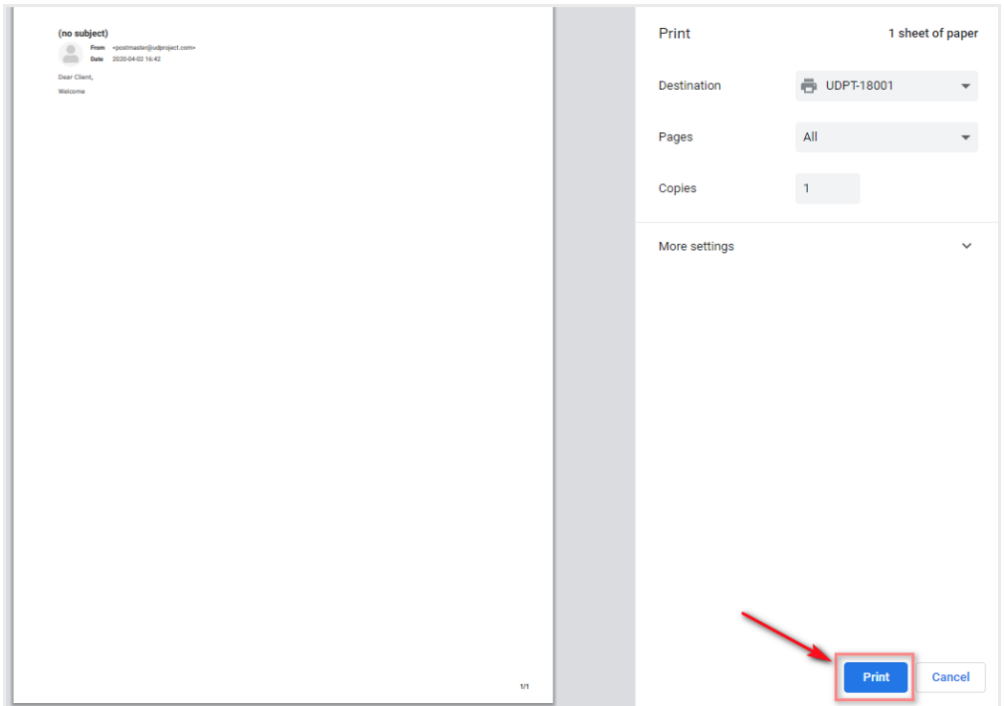 (no subject)
From <postmaster@udproject.com>
Date 2020-04-02 16:42
Dear Client,
Welcome
1/1
Print 1 sheet of paper
Destination UDPT-18001
Pages All
Copies 1
More settings
Print Cancel